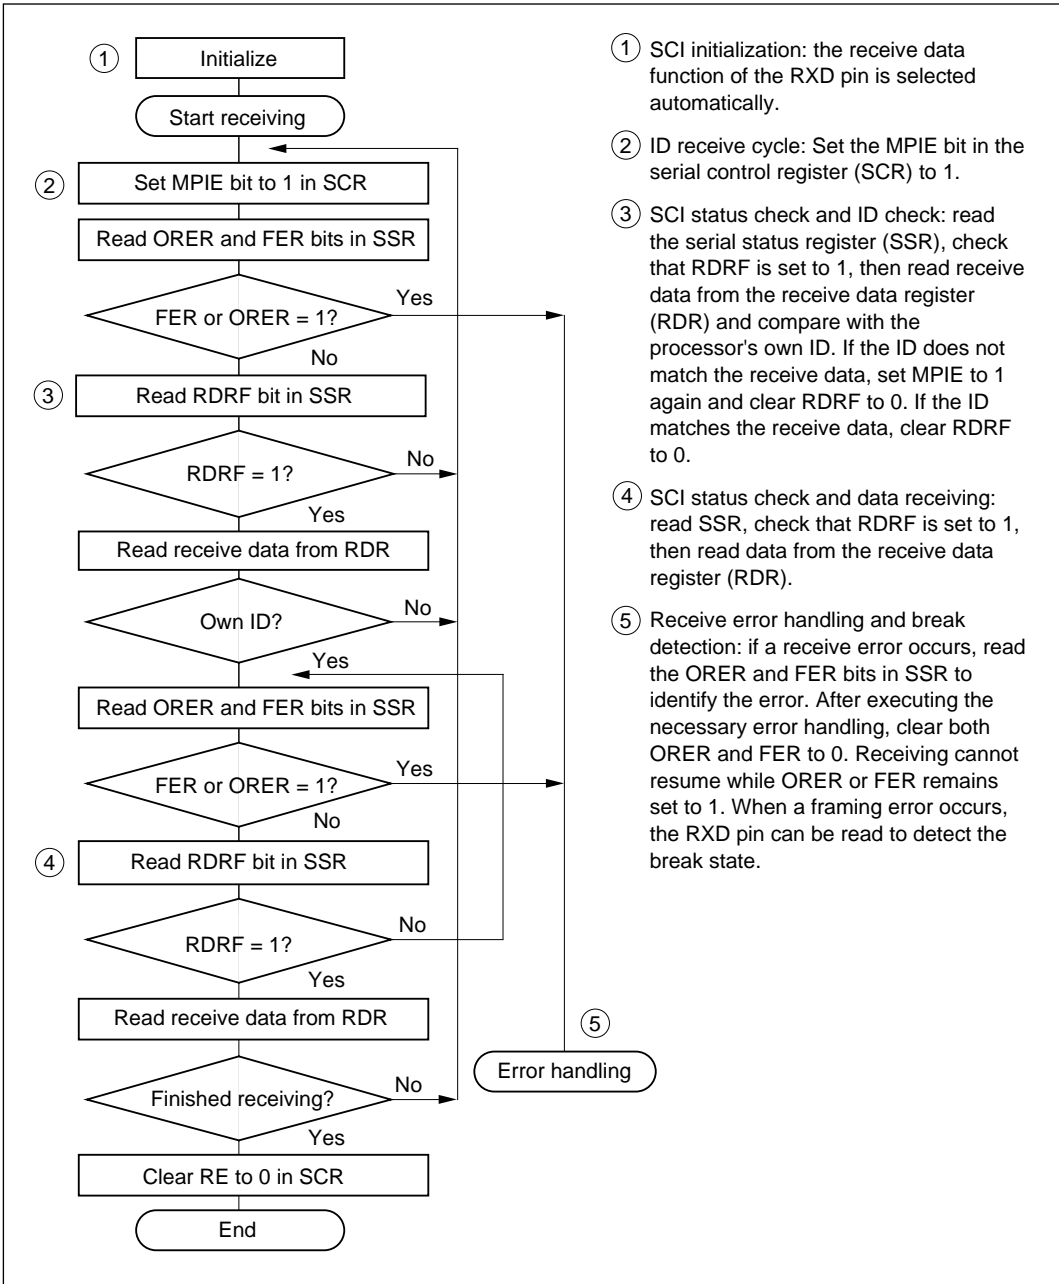 1
Initialize
Start receiving
2
Set MPIE bit to 1 in SCR
Read ORER and FER bits in SSR
FER or ORER = 1?
Yes
No
3
Read RDRF bit in SSR
RDRF = 1?
No
Yes
Read receive data from RDR
Own ID?
No
Yes
Read ORER and FER bits in SSR
FER or ORER = 1?
Yes
No
4
Read RDRF bit in SSR
RDRF = 1?
No
Yes
Read receive data from RDR
5
Error handling
Finished receiving?
No
Yes
Clear RE to 0 in SCR
End
1 SCI initialization: the receive data
function of the RXD pin is selected
automatically.
2 ID receive cycle: Set the MPIE bit in the
serial control register (SCR) to 1.
3 SCI status check and ID check: read
the serial status register (SSR), check
that RDRF is set to 1, then read receive
data from the receive data register
(RDR) and compare with the
processor's own ID. If the ID does not
match the receive data, set MPIE to 1
again and clear RDRF to 0. If the ID
matches the receive data, clear RDRF
to 0.
4 SCI status check and data receiving:
read SSR, check that RDRF is set to 1,
then read data from the receive data
register (RDR).
5 Receive error handling and break
detection: if a receive error occurs, read
the ORER and FER bits in SSR to
identify the error. After executing the
necessary error handling, clear both
ORER and FER to 0. Receiving cannot
resume while ORER or FER remains
set to 1. When a framing error occurs,
the RXD pin can be read to detect the
break state.